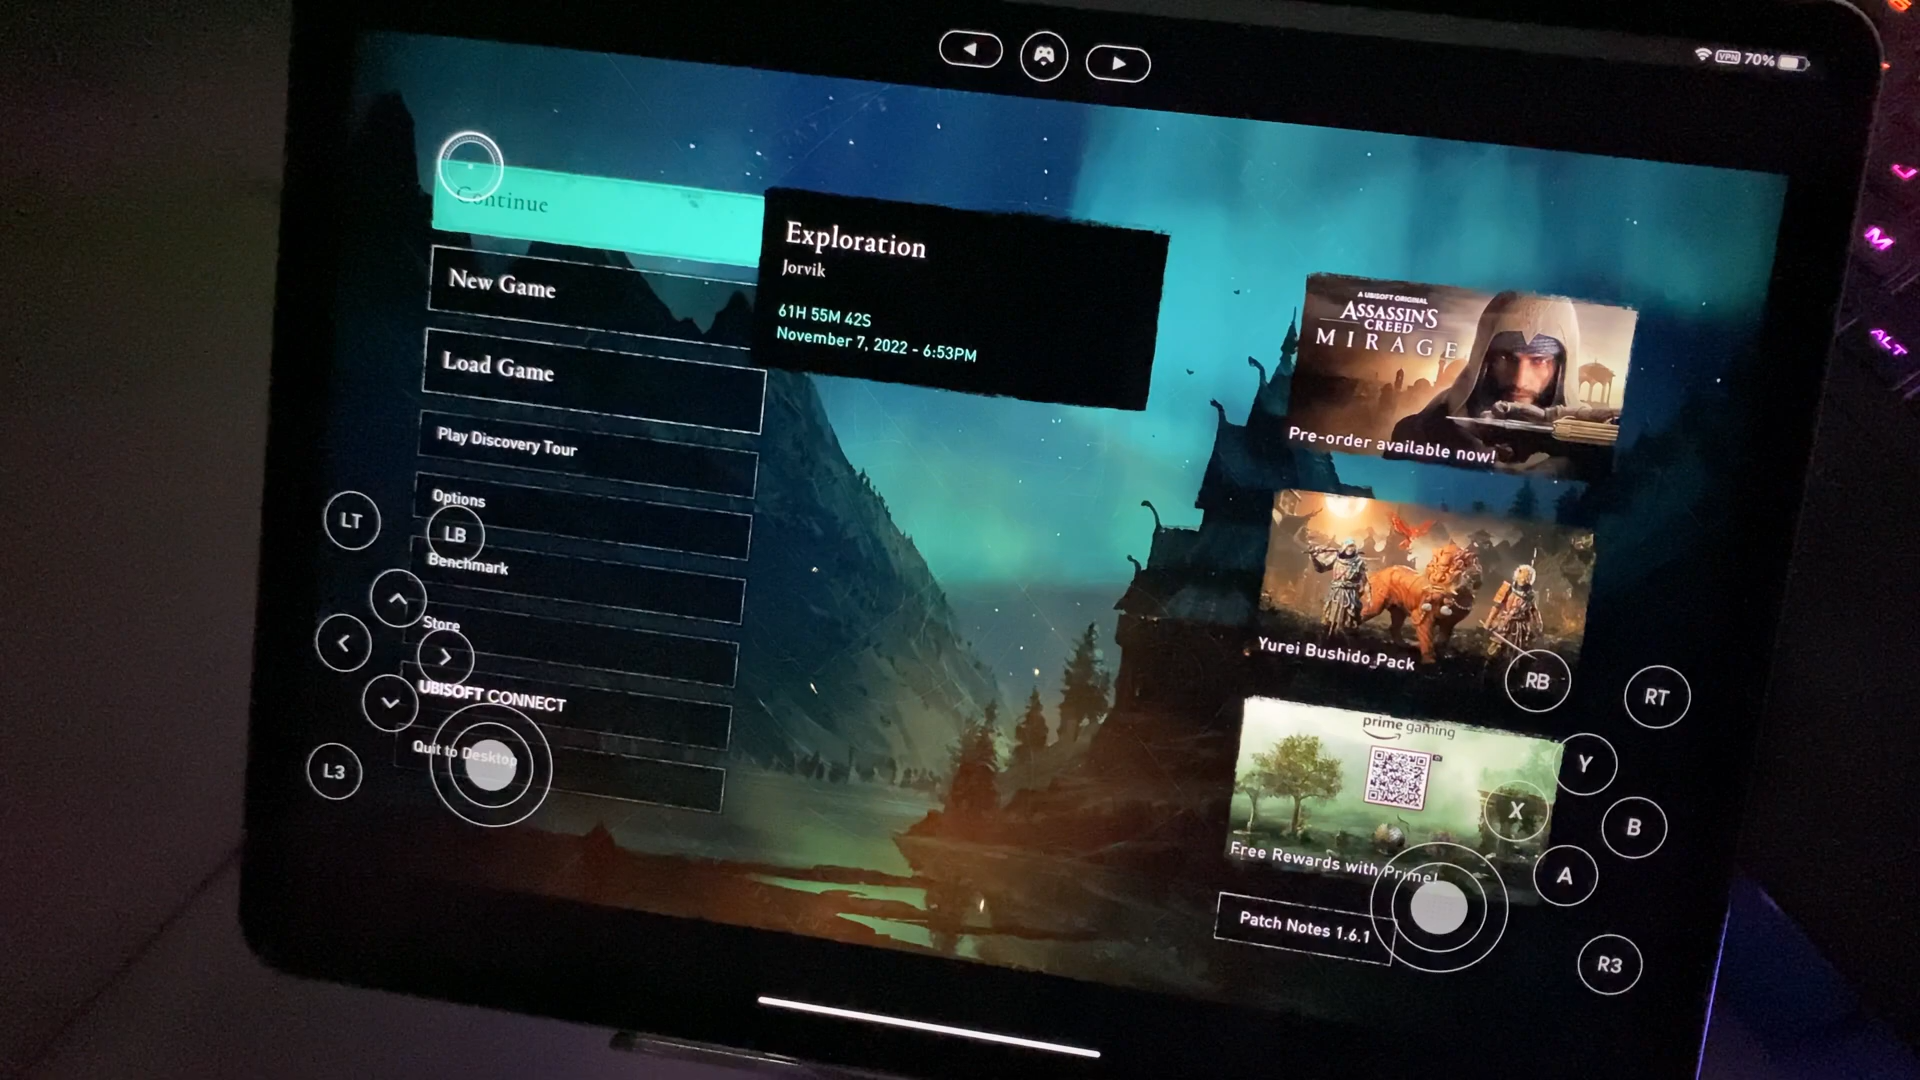 VPN 70%
Continue
New Game
Load Game
Play Discovery Tour
Options
Benchmark
Store
UBISOFT CONNECT
Quit to Desktop
Exploration
Jorvik
61H 55M 42S
November 7, 2022 - 6:53PM
A UBISOFT ORIGINAL
ASSASSIN'S
CREED
MIRAGE
Pre-order available now!
Yurei Bushido Pack
prime gaming
Free Rewards with Prime!
Patch Notes 1.6.1
LT
LB
L3
RB
RT
Y
X
B
A
R3
M
ALT